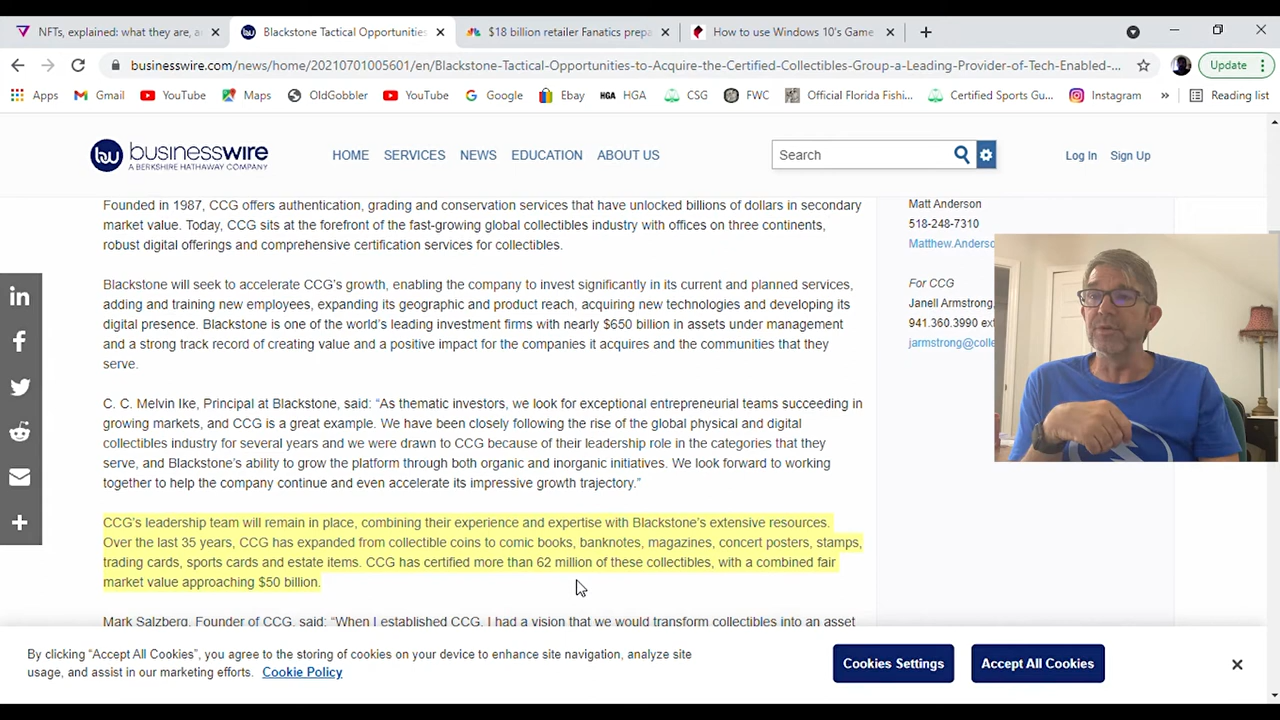 NFTs, explained: what they are, a
Blackstone Tactical Opportunities
$18 billion retailer Fanatics prepa
How to use Windows 10's Game
businesswire.com/news/home/20210701005601/en/Blackstone-Tactical-Opportunities-to-Acquire-the-Certified-Collectibles-Group-a-Leading-Provider-of-Tech-Enabled-...
Update
Apps
Gmail
YouTube
Maps
OldGobbler
YouTube
Google
Ebay
HGA HGA
CSG
FWC
Official Florida Fishi...
Certified Sports Gu...
Instagram
»
Reading list
bw businesswire
A BERKSHIRE HATHAWAY COMPANY
HOME
SERVICES
NEWS
EDUCATION
ABOUT US
Search
Log In
Sign Up
Founded in 1987, CCG offers authentication, grading and conservation services that have unlocked billions of dollars in secondary
market value. Today, CCG sits at the forefront of the fast-growing global collectibles industry with offices on three continents,
robust digital offerings and comprehensive certification services for collectibles.
Blackstone will seek to accelerate CCG's growth, enabling the company to invest significantly in its current and planned services,
adding and training new employees, expanding its geographic and product reach, acquiring new technologies and developing its
digital presence. Blackstone is one of the world's leading investment firms with nearly $650 billion in assets under management
and a strong track record of creating value and a positive impact for the companies it acquires and the communities that they
serve.
C. C. Melvin Ike, Principal at Blackstone, said: “As thematic investors, we look for exceptional entrepreneurial teams succeeding in
growing markets, and CCG is a great example. We have been closely following the rise of the global physical and digital
collectibles industry for several years and we were drawn to CCG because of their leadership role in the categories that they
serve, and Blackstone's ability to grow the platform through both organic and inorganic initiatives. We look forward to working
together to help the company continue and even accelerate its impressive growth trajectory.”
CCG's leadership team will remain in place, combining their experience and expertise with Blackstone's extensive resources.
Over the last 35 years, CCG has expanded from collectible coins to comic books, banknotes, magazines, concert posters, stamps,
trading cards, sports cards and estate items. CCG has certified more than 62 million of these collectibles, with a combined fair
market value approaching $50 billion.
Mark Salzberg, Founder of CCG, said: “When I established CCG, I had a vision that we would transform collectibles into an asset
Matt Anderson
518-248-7310
Matthew.Anderso
For CCG
Janell Armstrong,
941.360.3990 ex
jarmstrong@colle
By clicking “Accept All Cookies”, you agree to the storing of cookies on your device to enhance site navigation, analyze site
usage, and assist in our marketing efforts. Cookie Policy
Cookies Settings
Accept All Cookies